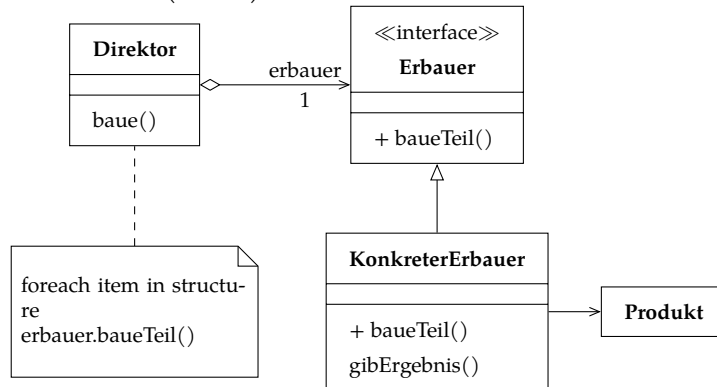 Direktor
baue()
erbauer
1
≪interface≫
Erbauer
+ baueTeil()
foreach item in structu-
re
erbauer.baueTeil()
KonkreterErbauer
+ baueTeil()
gibErgebnis()
Produkt